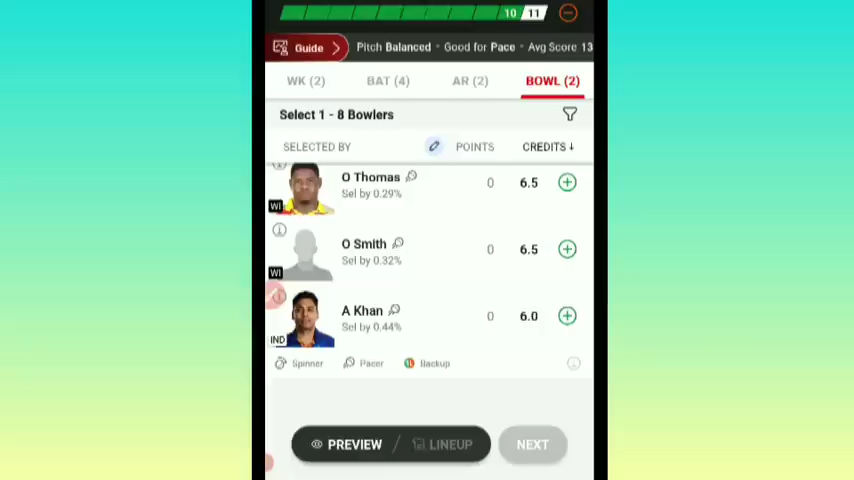 10 11
Guide Pitch Balanced • Good for Pace • Avg Score 13
WK (2) BAT (4) AR (2) BOWL (2)
Select 1 - 8 Bowlers
SELECTED BY POINTS CREDITS↓
O Thomas
Sel by 0.29%
0 6.5
WI
O Smith
Sel by 0.32%
0 6.5
WI
A Khan
Sel by 0.44%
0 6.0
IND
Spinner Pacer Backup
PREVIEW / LINEUP NEXT